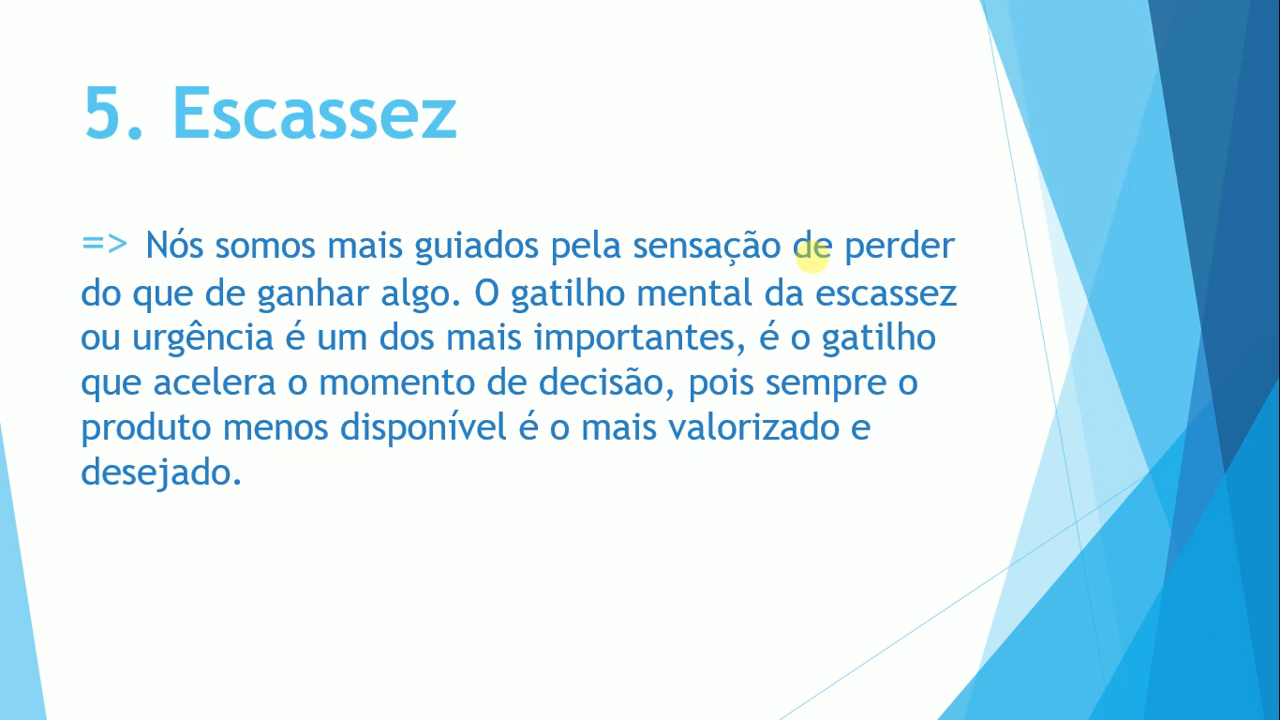 5. Escassez
=> Nós somos mais guiados pela sensação de perder
do que de ganhar algo. O gatilho mental da escassez
ou urgência é um dos mais importantes, é o gatilho
que acelera o momento de decisão, pois sempre o
produto menos disponível é o mais valorizado e
desejado.